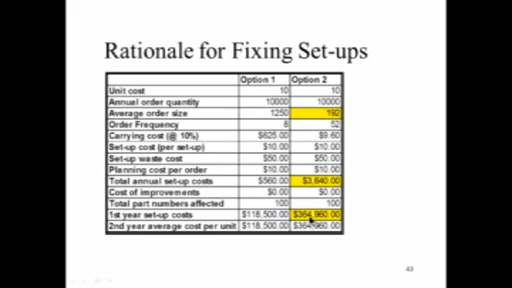 Rationale for Fixing Set-ups
Option 1 Option 2
Unit cost 10 10
Annual order quantity 10000 10000
Average order size 1250 192
Order Frequency 8 52
Carrying cost (@ 10%) $625.00 $9.60
Set-up cost (per set-up) $10.00 $10.00
Set-up waste cost $50.00 $50.00
Planning cost per order $10.00 $10.00
Total annual set-up costs $560.00 $3,640.00
Cost of improvements $0.00 $0.00
Total part numbers affected 100 100
1st year set-up costs $118,500.00 $364,960.00
2nd year average cost per unit $118,500.00 $364,960.00
43